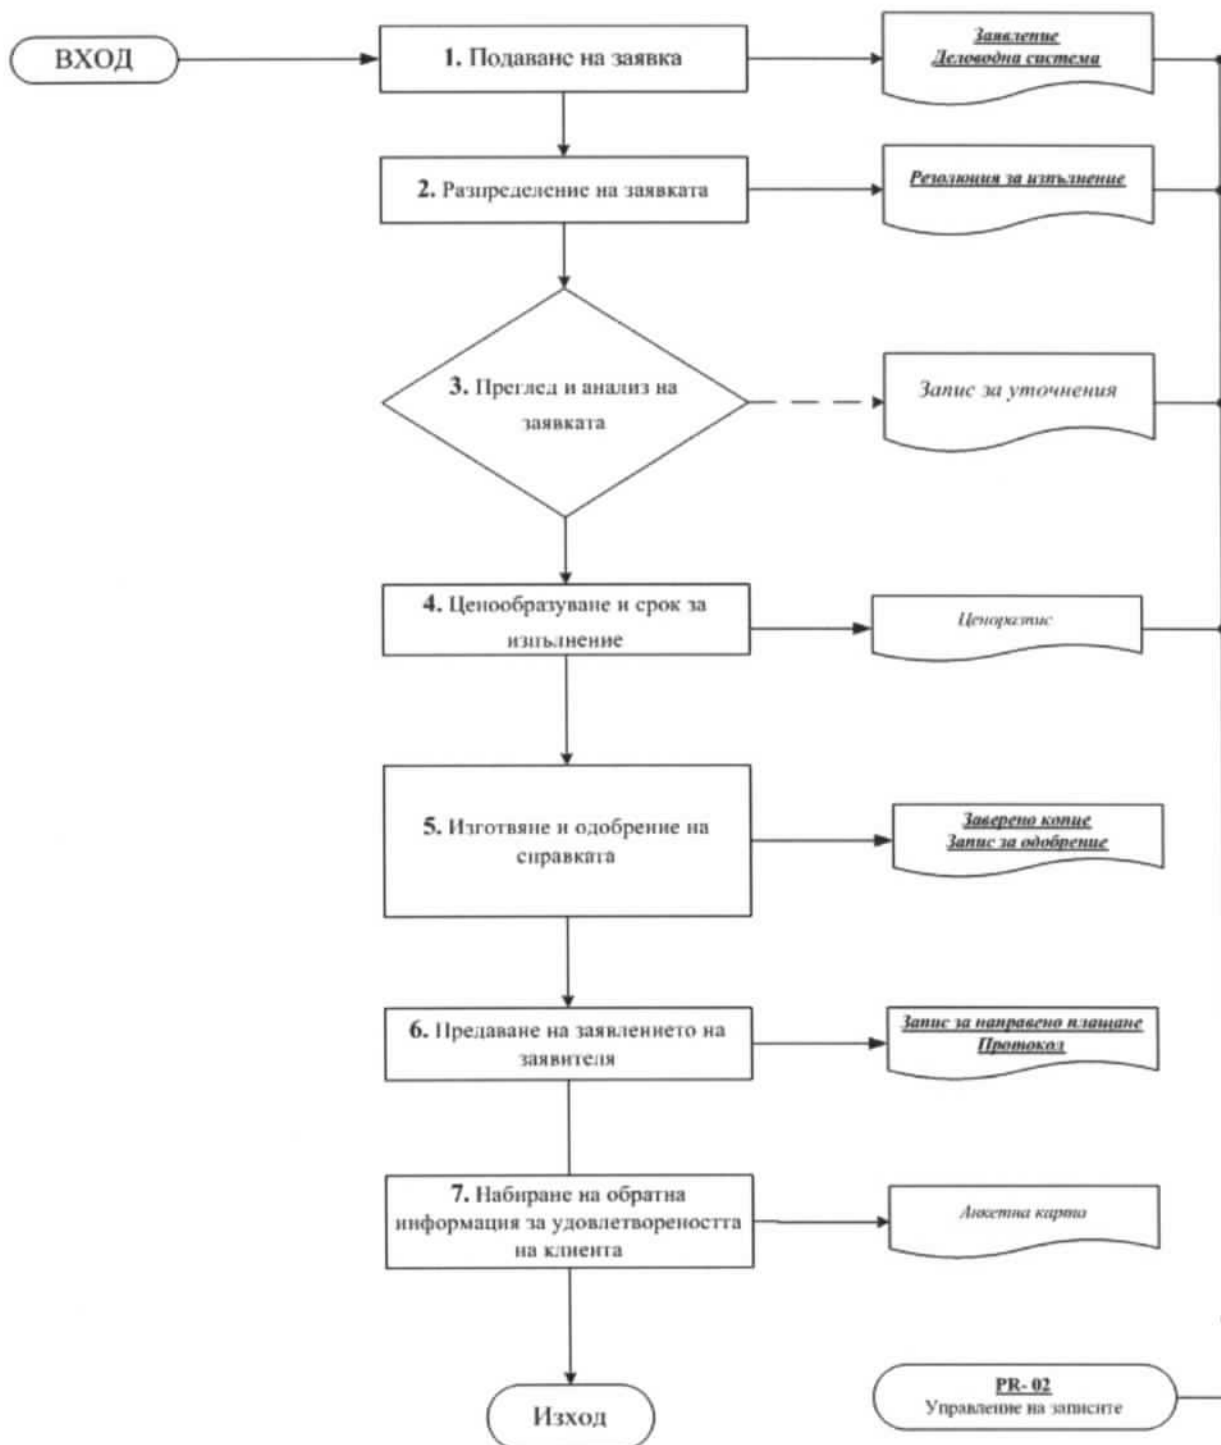 ВХОД
1. Подаване на заявка
Заявление
Деловодна система
2. Разпределение на заявката
Резолюция за изпълнение
3. Преглед и анализ на
заявката
Запис за уточнения
4. Ценообразуване и срок за
изпълнение
Ценоразпис
5. Изготвяне и одобрение на
справката
Заверено копие
Запис за одобрение
6. Предаване на заявлението на
заявителя
Запис за направено плащане
Протокол
7. Набиране на обратна
информация за удовлетвореността
на клиента
Анкетна карта
Изход
PR- 02
Управление на записите